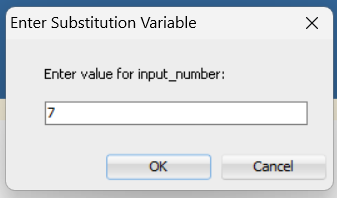 Enter Substitution Variable
Enter value for input_number:
7
OK
Cancel